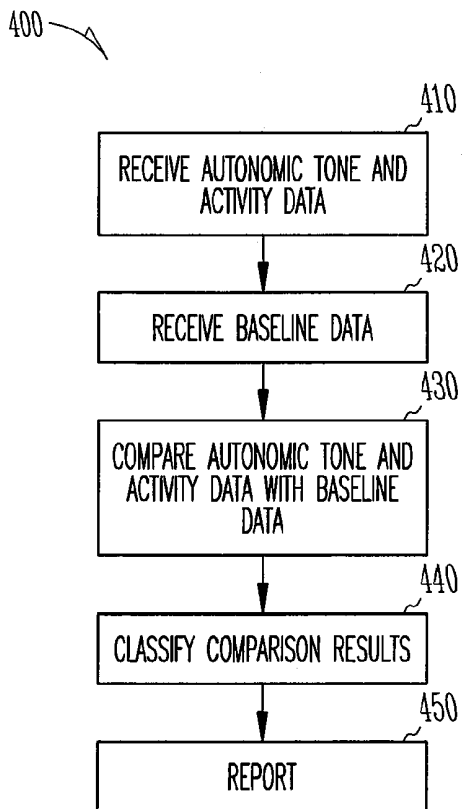 400
410
RECEIVE AUTONOMIC TONE AND
ACTIVITY DATA
420
RECEIVE BASELINE DATA
430
COMPARE AUTONOMIC TONE AND
ACTIVITY DATA WITH BASELINE
DATA
440
CLASSIFY COMPARISON RESULTS
450
REPORT